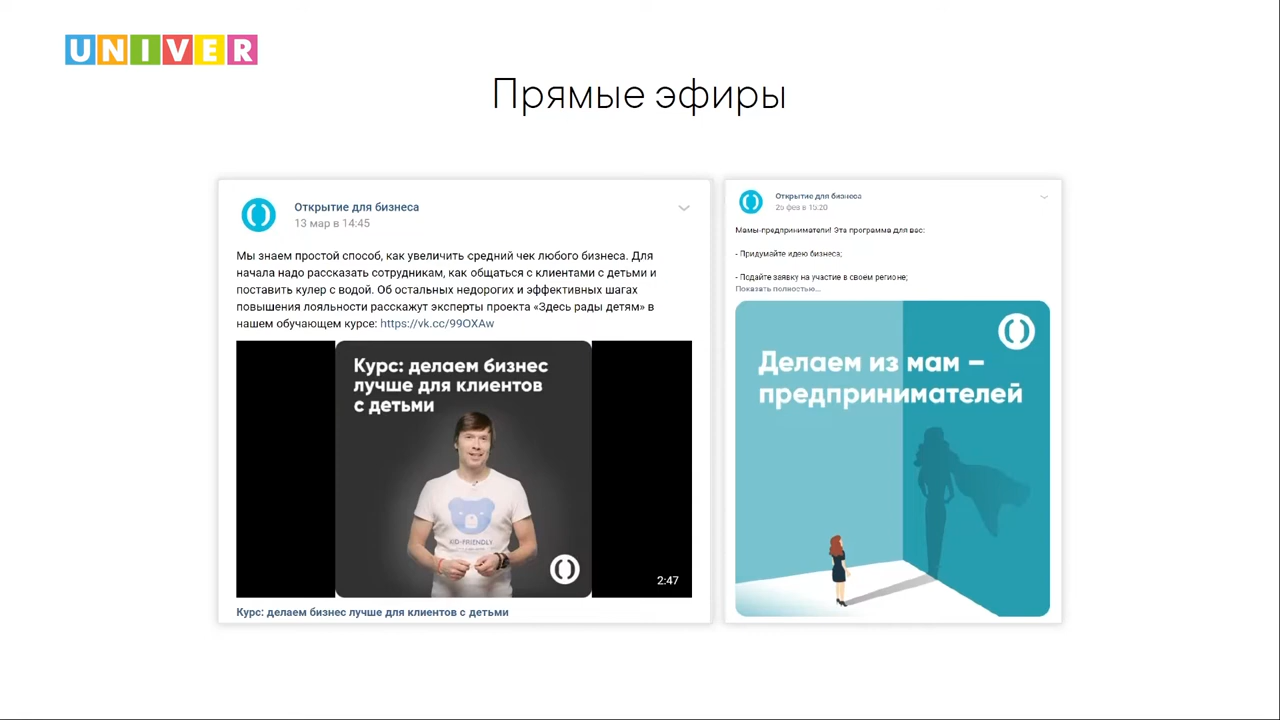 UNIVER
Прямые эфиры
Открытие для бизнеса
13 мар в 14:45
Мы знаем простой способ, как увеличить средний чек любого бизнеса. Для
начала надо рассказать сотрудникам, как общаться с клиентами с детьми и
поставить кулер с водой. Об остальных недорогих и эффективных шагах
повышения лояльности расскажут эксперты проекта «Здесь рады детям» в
нашем обучающем курсе: https://vk.cc/99OXAw
Курс: делаем бизнес
лучше для клиентов
с детьми
KID-FRIENDLY
2:47
Курс: делаем бизнес лучше для клиентов с детьми
Открытие для бизнеса
25 фев в 15:20
Мамы-предприниматели! Эта программа для вас:
- Придумайте идею бизнеса;
- Подайте заявку на участие в своем регионе;
Показать полностью...
Делаем из мам –
предпринимателей